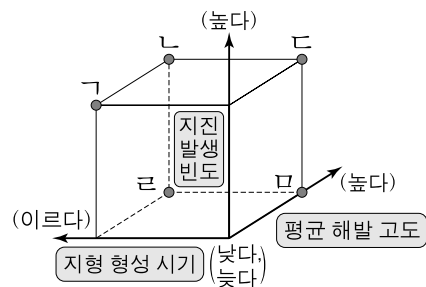 (높다)
ㄴ
ㄷ
ㄱ
지진
발생
빈도
ㄹ
ㅁ
(높다)
(이르다)
평균 해발 고도
지형 형성 시기
(낮다,
늦다)